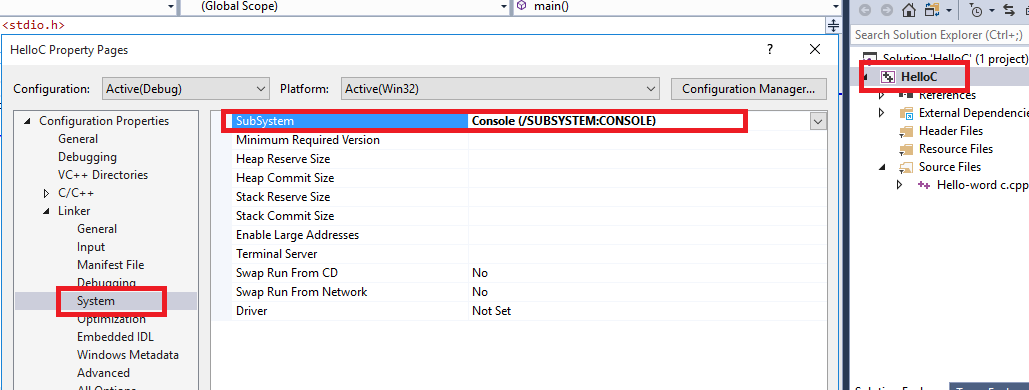 (Global Scope)
main()
<stdio.h>
HelloC Property Pages
?
Configuration:
Active(Debug)
Platform:
Active(Win32)
Configuration Manager...
Configuration Properties
General
Debugging
VC++ Directories
C/C++
Linker
General
Input
Manifest File
Debugging
System
Optimization
Embedded IDL
Windows Metadata
Advanced
All Options
SubSystem Console (/SUBSYSTEM:CONSOLE)
Minimum Required Version
Heap Reserve Size
Heap Commit Size
Stack Reserve Size
Stack Commit Size
Enable Large Addresses
Terminal Server
Swap Run From CD No
Swap Run From Network No
Driver Not Set
Search Solution Explorer (Ctrl+;)
Solution 'HelloC' (1 project)
HelloC
References
External Dependencie
Header Files
Resource Files
Source Files
Hello-word c.cpp